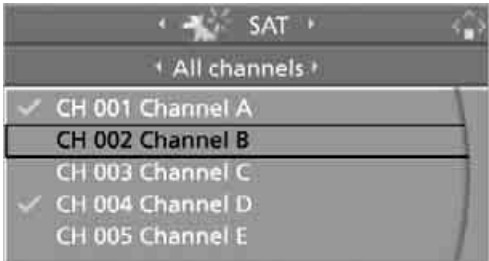 SAT
All channels
CH 001 Channel A
CH 002 Channel B
CH 003 Channel C
CH 004 Channel D
CH 005 Channel E